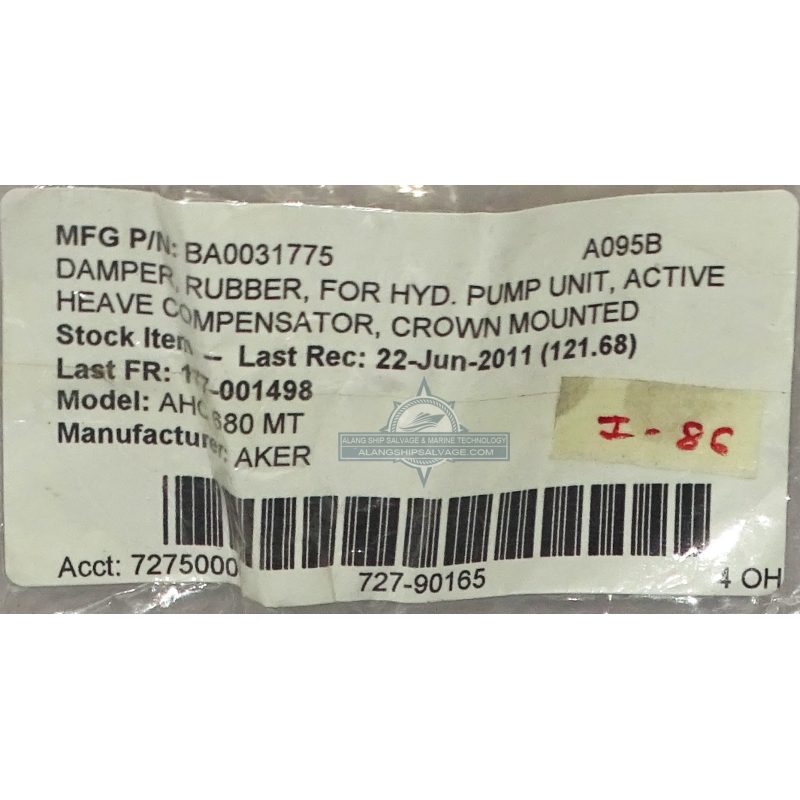 MFG P/N: BA0031775 A095B
DAMPER, RUBBER, FOR HYD. PUMP UNIT, ACTIVE
HEAVE COMPENSATOR, CROWN MOUNTED
Stock Item – Last Rec: 22-Jun-2011 (121.68)
Last FR: -001498
Model: 680 MT
Manufacturer: AKER
I-86
ALANG SHIP SALVAGE & MARINE TECHNOLOGY
ALANGSHIPSALVAGE.COM
Acct: 7275000 727-90165 4 OH